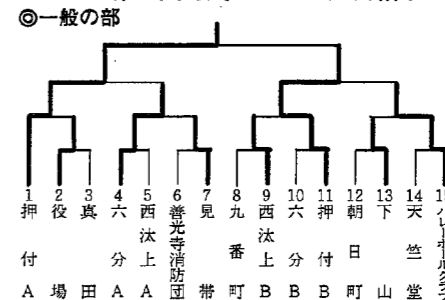 ◎一般の部
1 押付A
2 役場
3 真田
4 六分A
5 西汰上A
6 善光寺消防団
7 見帯
8 九番町
9 西汰上B
10 六分B
11 押付B
12 朝日町
13 下山
14 天竺堂